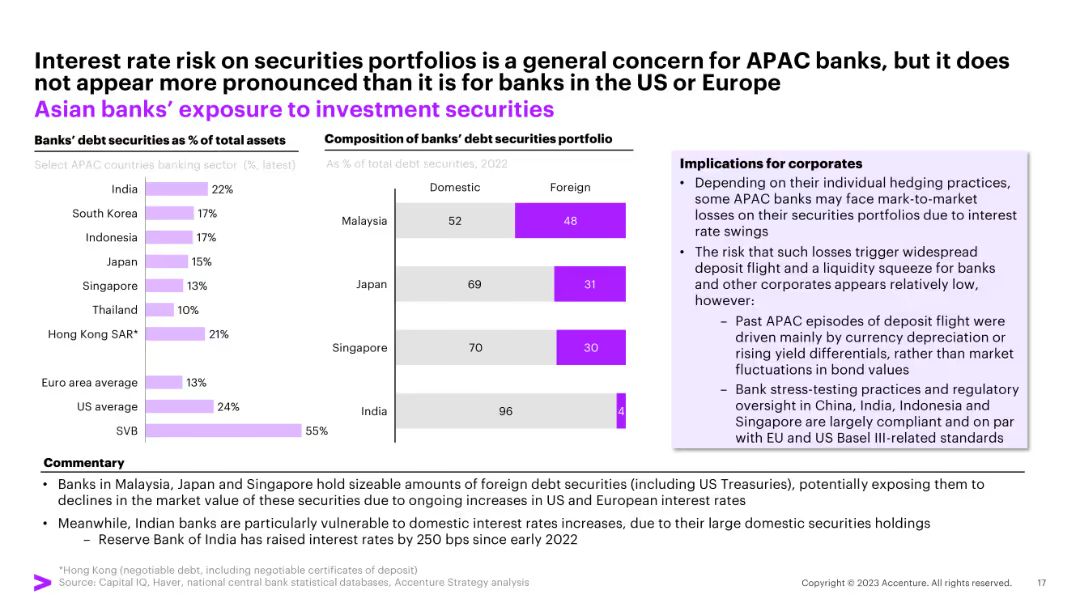 Interest rate risk on securities portfolios is a general concern for APAC banks, but it does
not appear more pronounced than it is for banks in the US or Europe
Asian banks’ exposure to investment securities
Banks’ debt securities as % of total assets
Select APAC countries banking sector (%, latest)
India 22%
South Korea 17%
Indonesia 17%
Japan 15%
Singapore 13%
Thailand 10%
Hong Kong SAR* 21%
Euro area average 13%
US average 24%
SVB 55%
Composition of banks’ debt securities portfolio
As % of total debt securities, 2022
Domestic Foreign
Malaysia 52 48
Japan 69 31
Singapore 70 30
India 96 4
Implications for corporates
• Depending on their individual hedging practices,
some APAC banks may face mark-to-market
losses on their securities portfolios due to interest
rate swings
• The risk that such losses trigger widespread
deposit flight and a liquidity squeeze for banks
and other corporates appears relatively low,
however:
– Past APAC episodes of deposit flight were
driven mainly by currency depreciation or
rising yield differentials, rather than market
fluctuations in bond values
– Bank stress-testing practices and regulatory
oversight in China, India, Indonesia and
Singapore are largely compliant and on par
with EU and US Basel III-related standards
Commentary
• Banks in Malaysia, Japan and Singapore hold sizeable amounts of foreign debt securities (including US Treasuries), potentially exposing them to
declines in the market value of these securities due to ongoing increases in US and European interest rates
• Meanwhile, Indian banks are particularly vulnerable to domestic interest rates increases, due to their large domestic securities holdings
– Reserve Bank of India has raised interest rates by 250 bps since early 2022
*Hong Kong (negotiable debt, including negotiable certificates of deposit)
Source: Capital IQ, Haver, national central bank statistical databases, Accenture Strategy analysis
Copyright © 2023 Accenture. All rights reserved. 17